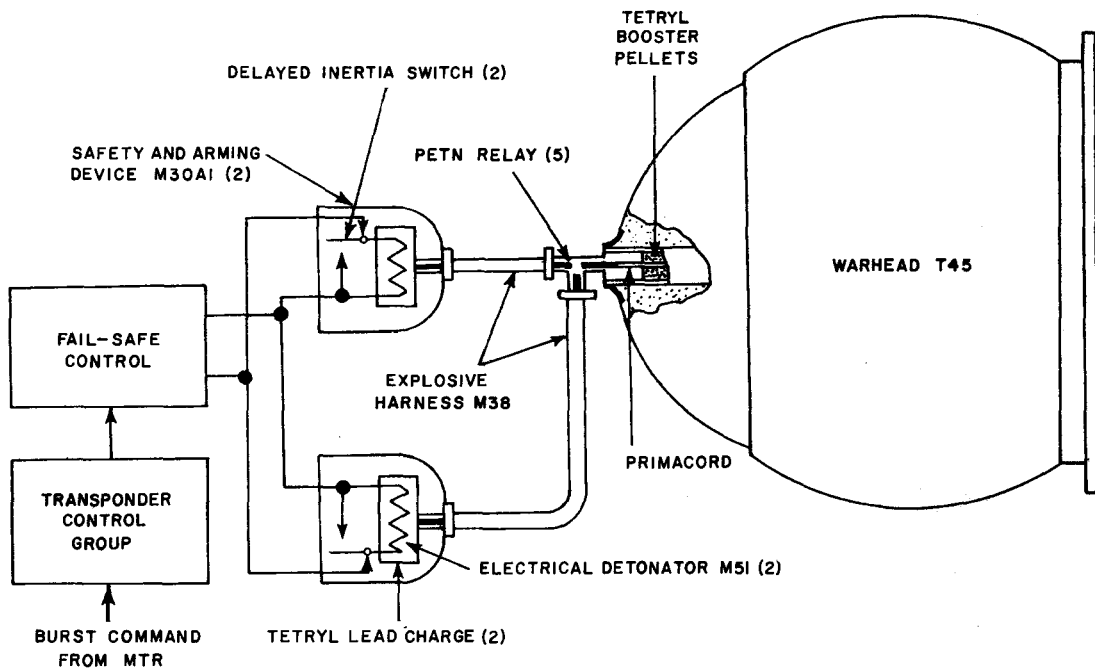 TETRYL
BOOSTER
PELLETS
DELAYED INERTIA SWITCH (2)
SAFETY AND ARMING
DEVICE M30A1 (2)
PETN RELAY (5)
WARHEAD T45
FAIL-SAFE
CONTROL
EXPLOSIVE
HARNESS M38
PRIMACORD
TRANSPONDER
CONTROL
GROUP
ELECTRICAL DETONATOR M51 (2)
BURST COMMAND
FROM MTR
TETRYL LEAD CHARGE (2)